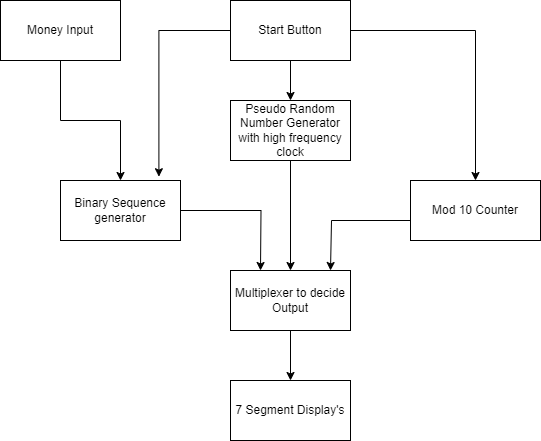 Money Input
Start Button
Pseudo Random
Number Generator
with high frequency
clock
Binary Sequence
generator
Mod 10 Counter
Multiplexer to decide
Output
7 Segment Display's